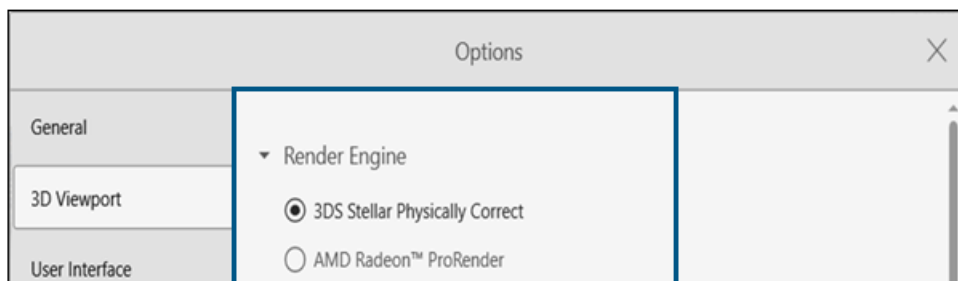 Options
General
Render Engine
3D Viewport
3DS Stellar Physically Correct
AMD Radeon™ ProRender
User Interface